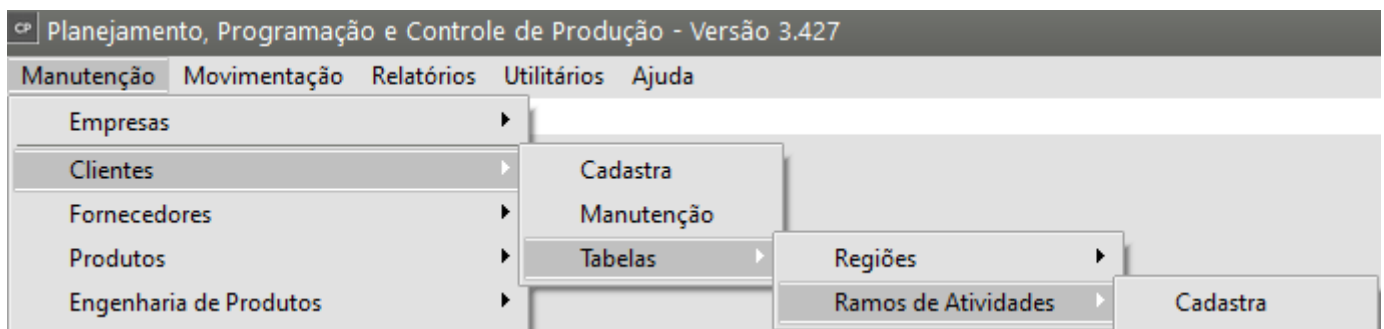 CP Planejamento, Programação e Controle de Produção - Versão 3.427
Manutenção Movimentação Relatórios Utilitários Ajuda
Empresas
Clientes Cadastra
Fornecedores Manutenção
Produtos Tabelas Regiões
Engenharia de Produtos Ramos de Atividades Cadastra